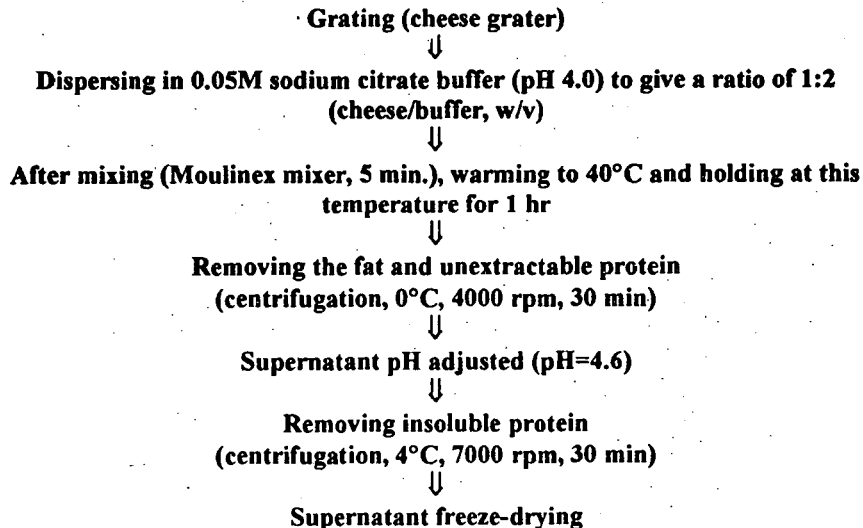 Grating (cheese grater)
⇓
Dispersing in 0.05M sodium citrate buffer (pH 4.0) to give a ratio of 1:2
(cheese/buffer, w/v)
⇓
After mixing (Moulinex mixer, 5 min.), warming to 40°C and holding at this
temperature for 1 hr
⇓
Removing the fat and unextractable protein
(centrifugation, 0°C, 4000 rpm, 30 min)
⇓
Supernatant pH adjusted (pH=4.6)
⇓
Removing insoluble protein
(centrifugation, 4°C, 7000 rpm, 30 min)
⇓
Supernatant freeze-drying